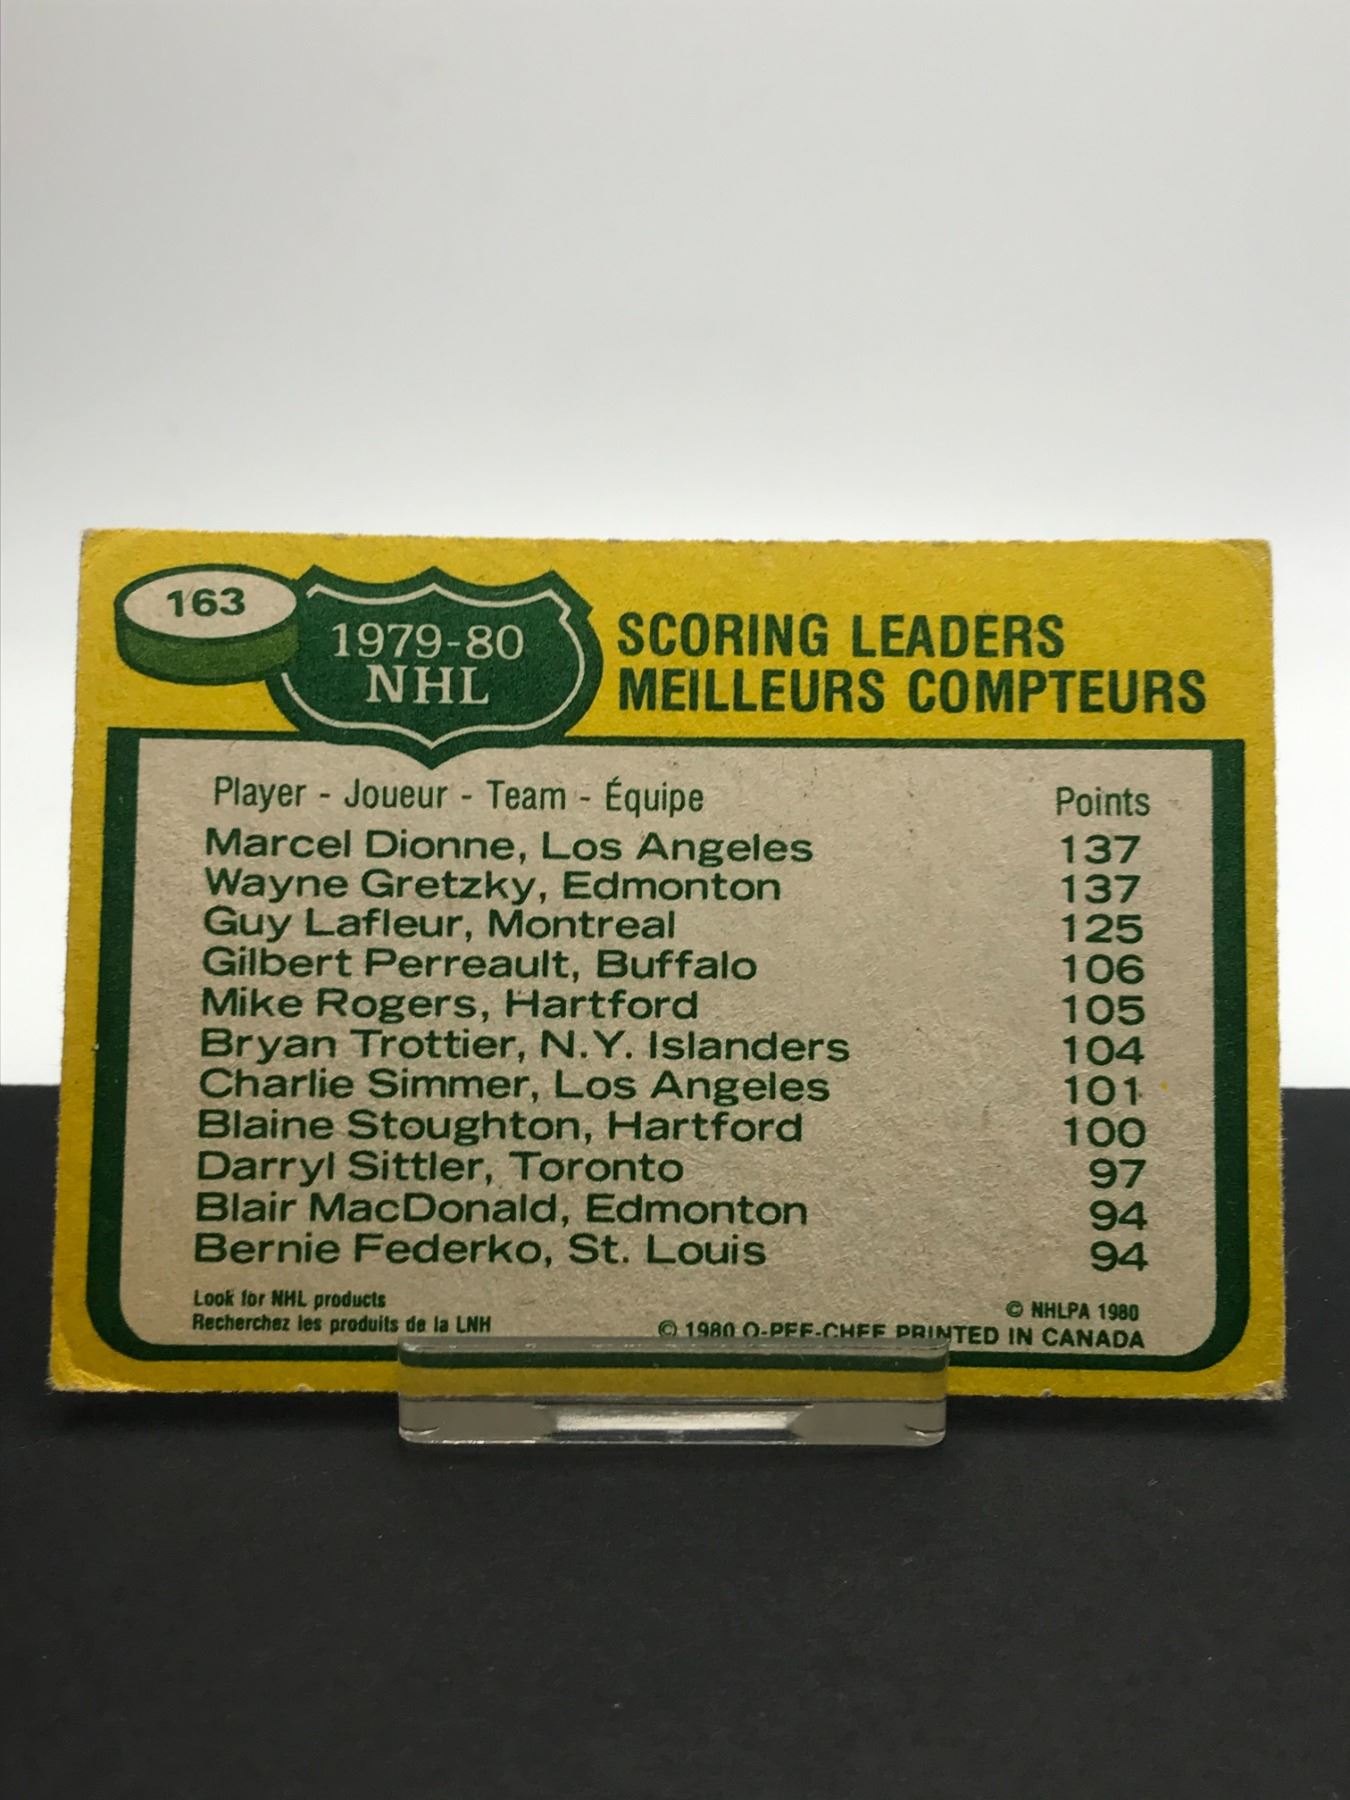 163
1979-80
NHL
SCORING LEADERS
MEILLEURS COMPTEURS
Player - Joueur - Team - Équipe Points
Marcel Dionne, Los Angeles 137
Wayne Gretzky, Edmonton 137
Guy Lafleur, Montreal 125
Gilbert Perreault, Buffalo 106
Mike Rogers, Hartford 105
Bryan Trottier, N.Y. Islanders 104
Charlie Simmer, Los Angeles 101
Blaine Stoughton, Hartford 100
Darryl Sittler, Toronto 97
Blair MacDonald, Edmonton 94
Bernie Federko, St. Louis 94
Look for NHL products
Recherchez les produits de la LNH
© NHLPA 1980
© 1980 O-PEE-CHEE PRINTED IN CANADA